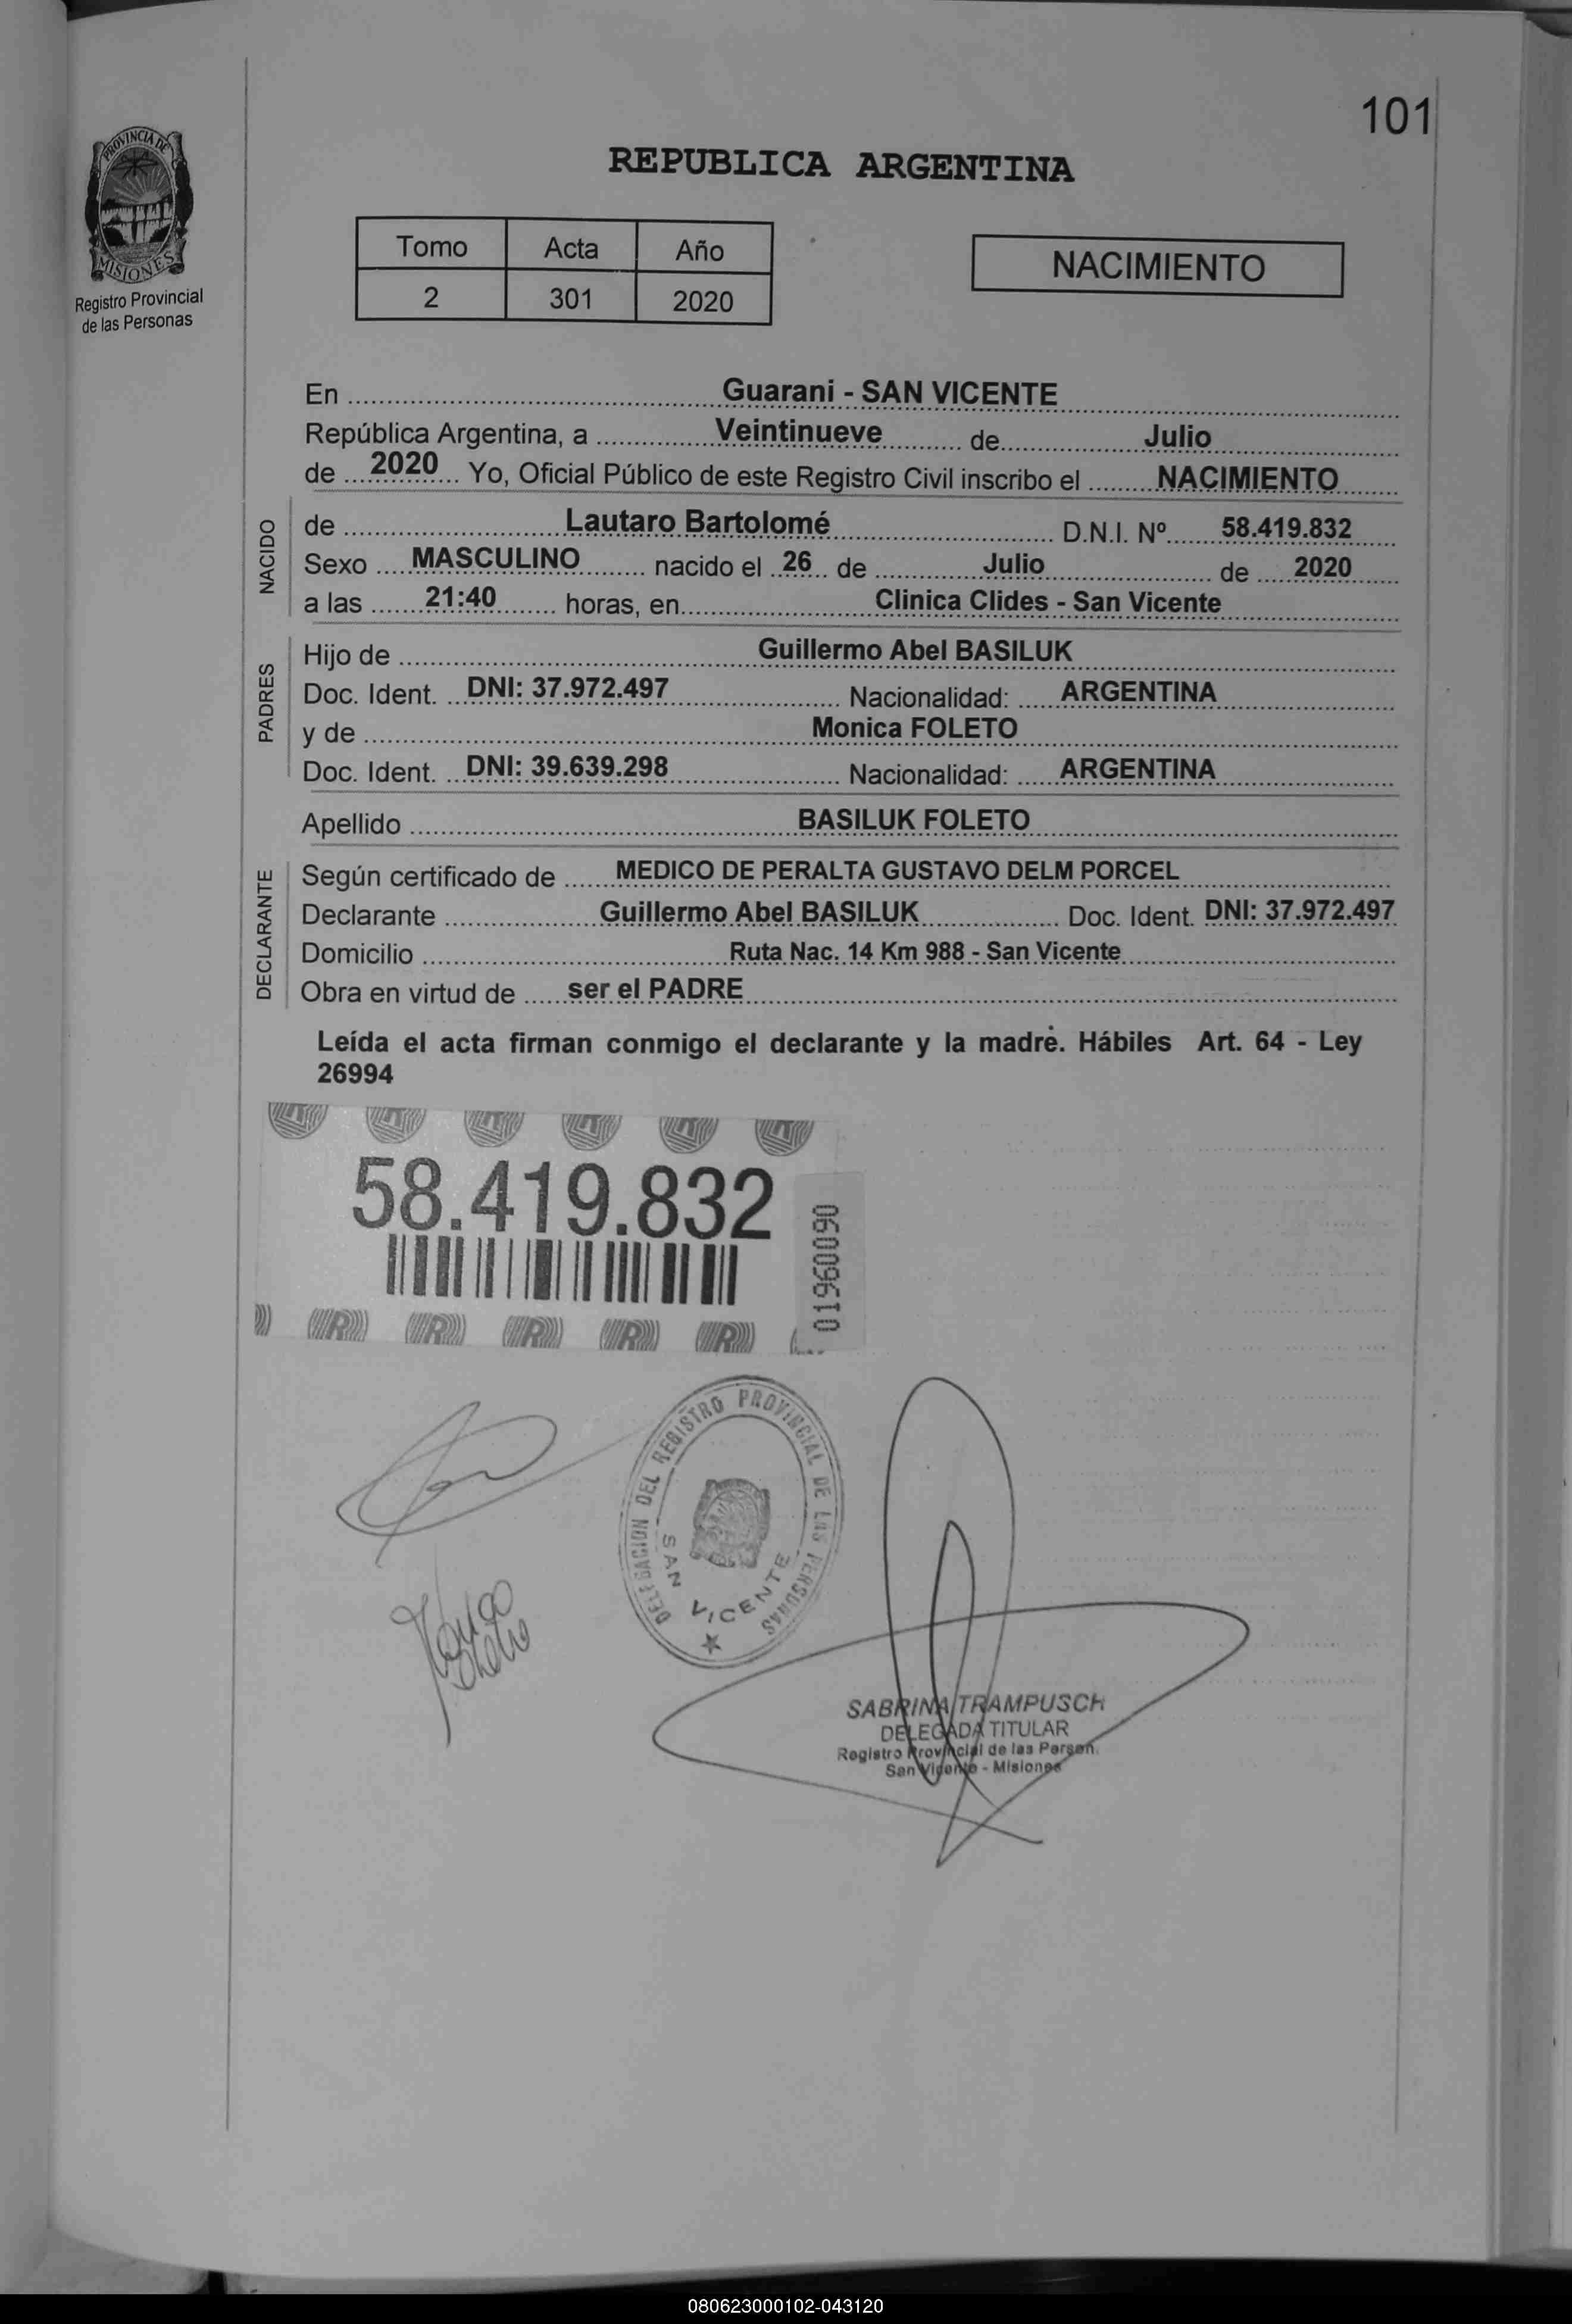 101
PROVINCIA DE
MISIONES
Registro Provincial
de las Personas
REPUBLICA ARGENTINA
Tomo Acta Año
2 301 2020
NACIMIENTO
En Guarani - SAN VICENTE
República Argentina, a Veintinueve de Julio
de 2020 Yo, Oficial Público de este Registro Civil inscribo el NACIMIENTO
NACIDO
de Lautaro Bartolomé D.N.I. Nº 58.419.832
Sexo MASCULINO nacido el 26 de Julio de 2020
a las 21:40 horas, en Clinica Clides - San Vicente
PADRES
Hijo de Guillermo Abel BASILUK
Doc. Ident. DNI: 37.972.497 Nacionalidad: ARGENTINA
y de Monica FOLETO
Doc. Ident. DNI: 39.639.298 Nacionalidad: ARGENTINA
Apellido BASILUK FOLETO
DECLARANTE
Según certificado de MEDICO DE PERALTA GUSTAVO DELM PORCEL
Declarante Guillermo Abel BASILUK Doc. Ident. DNI: 37.972.497
Domicilio Ruta Nac. 14 Km 988 - San Vicente
Obra en virtud de ser el PADRE
Leída el acta firman conmigo el declarante y la madre. Hábiles Art. 64 - Ley
26994
58.419.832
01960090
DELEGACION DEL REGISTRO PROVINCIAL DE LAS PERSONAS
SAN VICENTE
SABRINA TRAMPUSCH
DELEGADA TITULAR
Registro Provincial de las Person.
San Vicente - Misiones
080623000102-043120